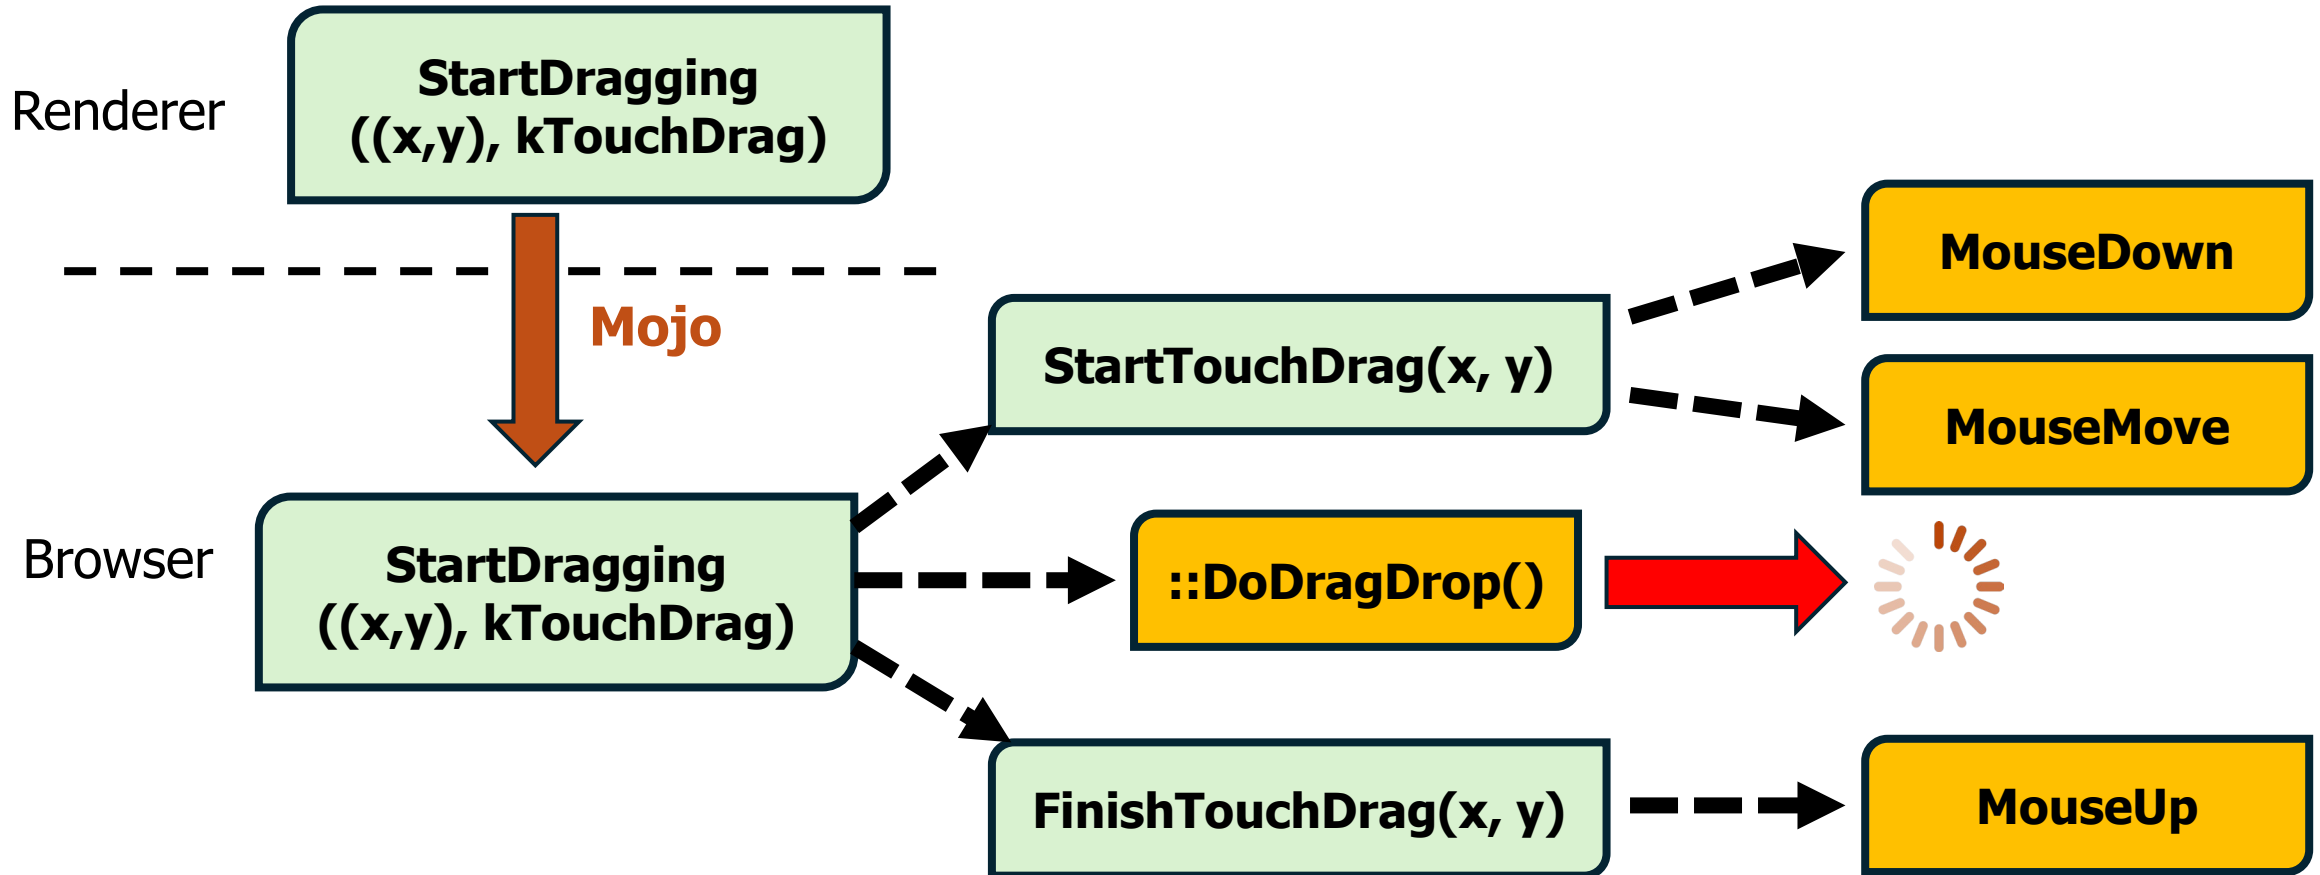 Renderer
StartDragging
((x,y), kTouchDrag)
Mojo
Browser
StartDragging
((x,y), kTouchDrag)
StartTouchDrag(x, y)
MouseDown
MouseMove
::DoDragDrop()
FinishTouchDrag(x, y)
MouseUp